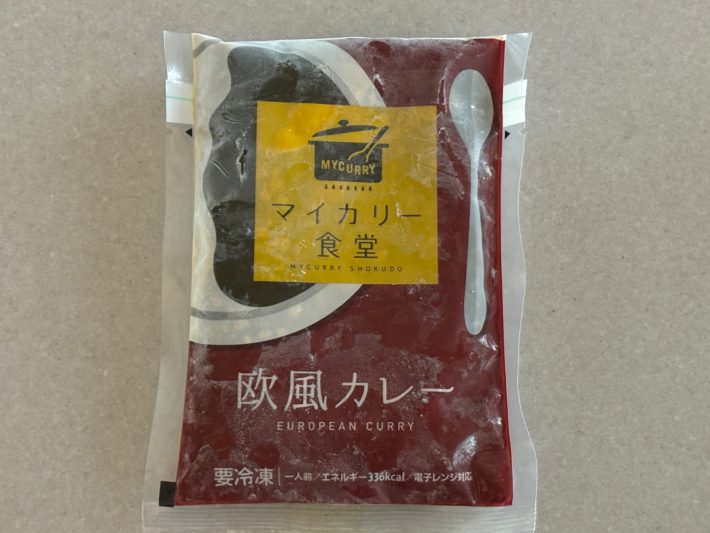 MYCURRY
マイカリー
食堂
MYCURRY SHOKUDO
欧風カレー
EUROPEAN CURRY
要冷凍 一人前/エネルギー336kcal/電子レンジ対応